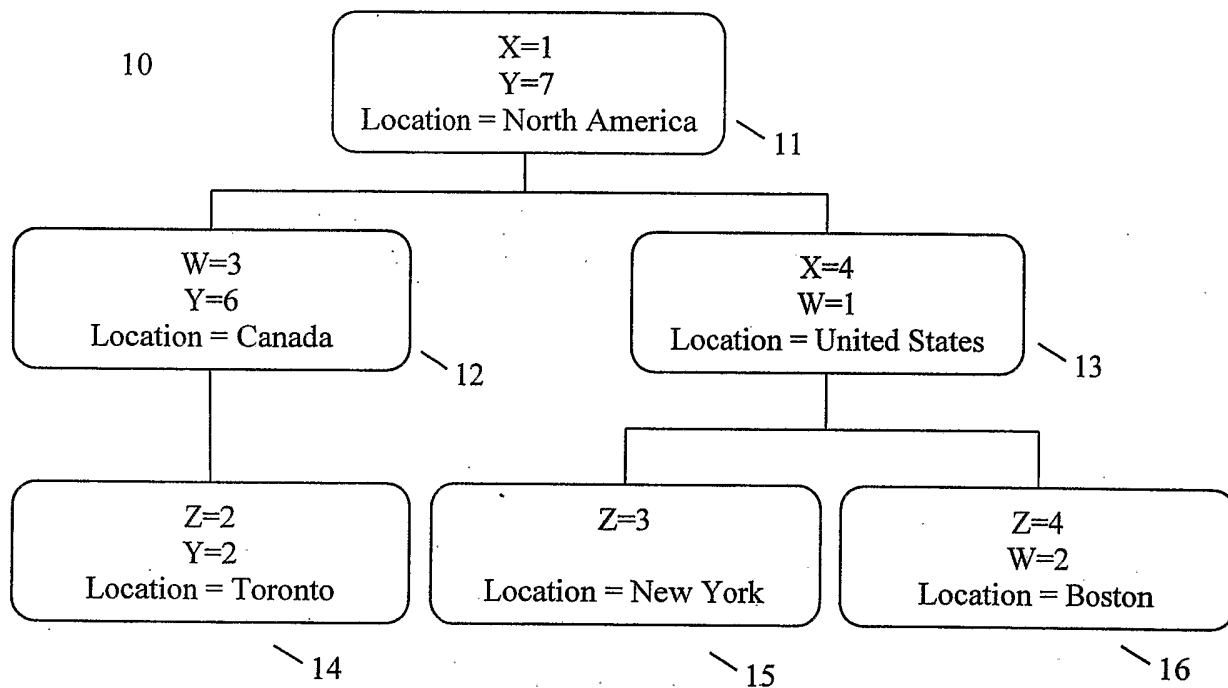 10
X=1
Y=7
Location = North America
11
W=3
Y=6
Location = Canada
12
X=4
W=1
Location = United States
13
Z=2
Y=2
Location = Toronto
14
Z=3
Location = New York
15
Z=4
W=2
Location = Boston
16